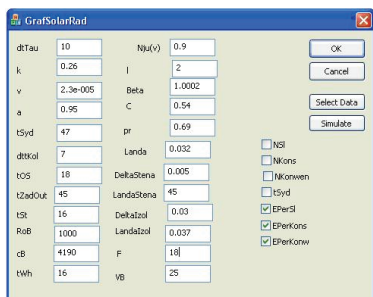 GrafSolarRad
dtTau 10 Nju(v) 0.9 OK
k 0.26 l 2 Cancel
v 2.3e-005 Beta 1.0002
a 0.95 C 0.54 Select Data
tSyd 47 pr 0.69 Simulate
dttKol 7 Landa 0.032 NSl
tOS 18 DeltaStena 0.005 NKons
tZadOut 45 LandaStena 45 NKonwen
tSt 16 DeltaIzol 0.03 tSyd
RoB 1000 LandaIzol 0.037 EPerSl
cB 4190 F 18 EPerKons
tWh 16 VB 25 EPerKonw